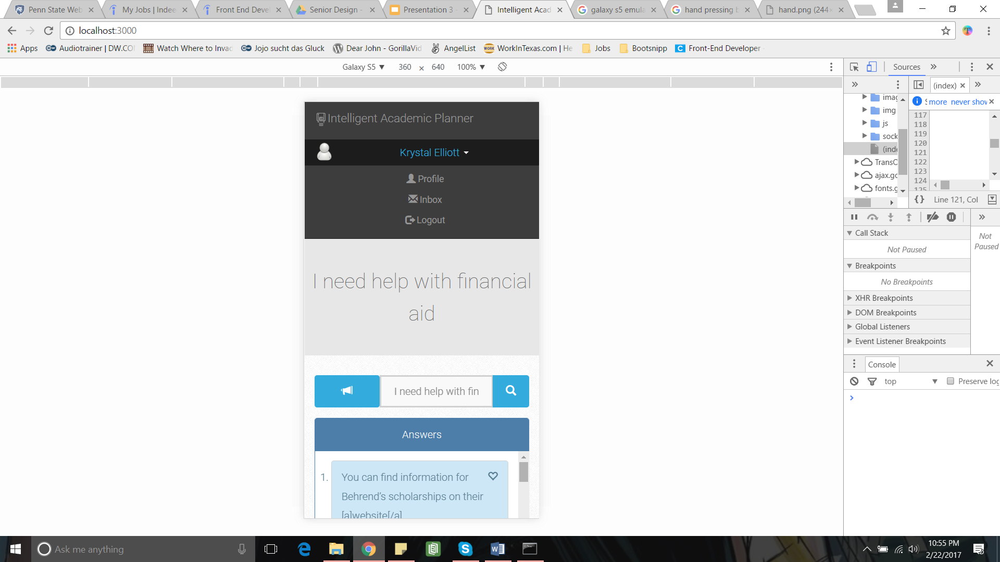 Penn State Web
My Jobs | Indee
Front End Devel
Senior Design -
Presentation 3 -
Intelligent Acad
galaxy s5 emula
hand pressing b
hand.png (244×
localhost:3000
Apps
Audiotrainer | DW.CO
Watch Where to Invad
Jojo sucht das Gluck
Dear John - GorillaVid
AngelList
WorkInTexas.com | He
Jobs
Bootsnipp
Front-End Developer
Galaxy S5 ▼ 360 × 640 100% ▼
Sources
Intelligent Academic Planner
Krystal Elliott
Profile
Inbox
Logout
I need help with financial
aid
I need help with fin
Answers
1. You can find information for
Behrend's scholarships on their
[a]website[/a]
imag
img
js
sock
(inde
TransC
ajax.go
fonts.g
(index) ×
more never show
117
118
119
120
121
122
123
124
125
{} Line 121, Col
Call Stack
Not Paused
Breakpoints
No Breakpoints
XHR Breakpoints
DOM Breakpoints
Global Listeners
Event Listener Breakpoints
Not
Paused
Console
top ▼ Preserve log
Ask me anything
10:55 PM
2/22/2017